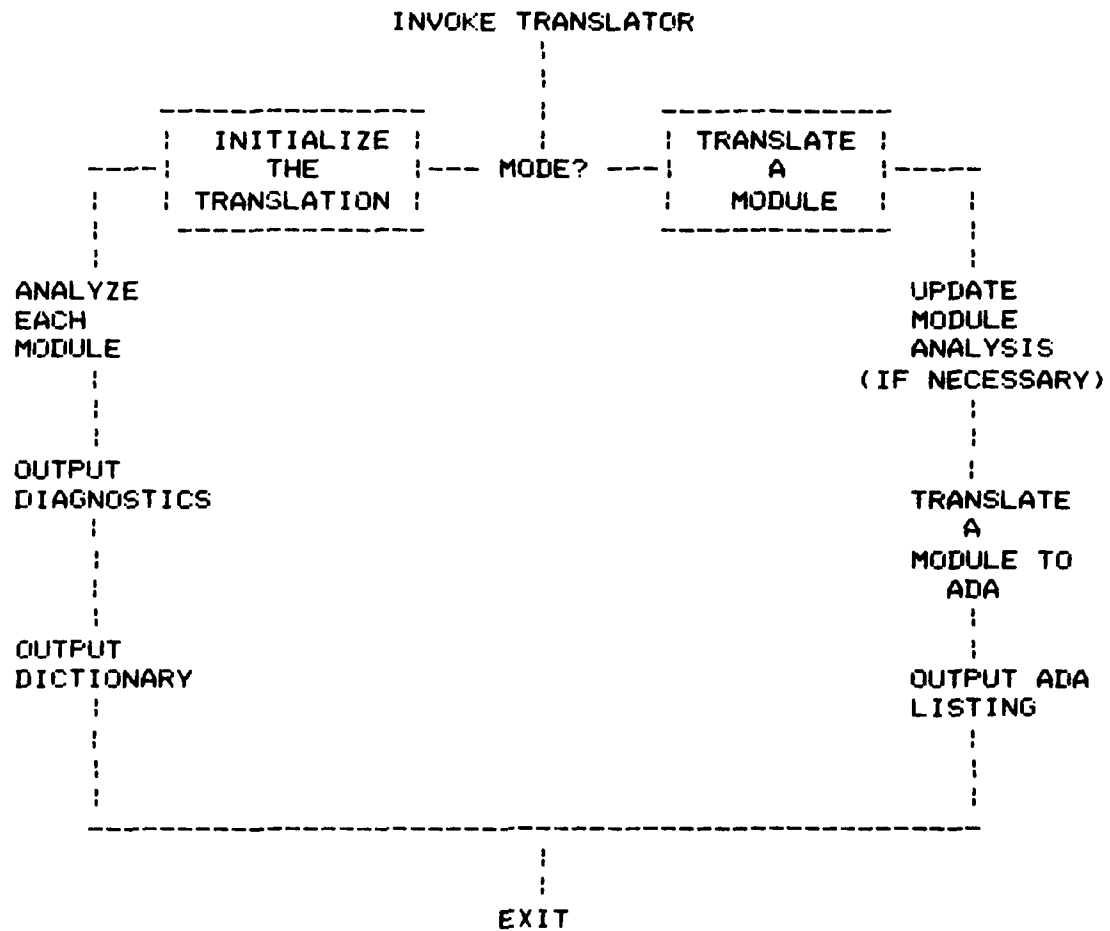 INVOKE TRANSLATOR
INITIALIZE
THE
TRANSLATION
MODE?
TRANSLATE
A
MODULE
ANALYZE
EACH
MODULE
OUTPUT
DIAGNOSTICS
OUTPUT
DICTIONARY
UPDATE
MODULE
ANALYSIS
(IF NECESSARY)
TRANSLATE
A
MODULE TO
ADA
OUTPUT ADA
LISTING
EXIT